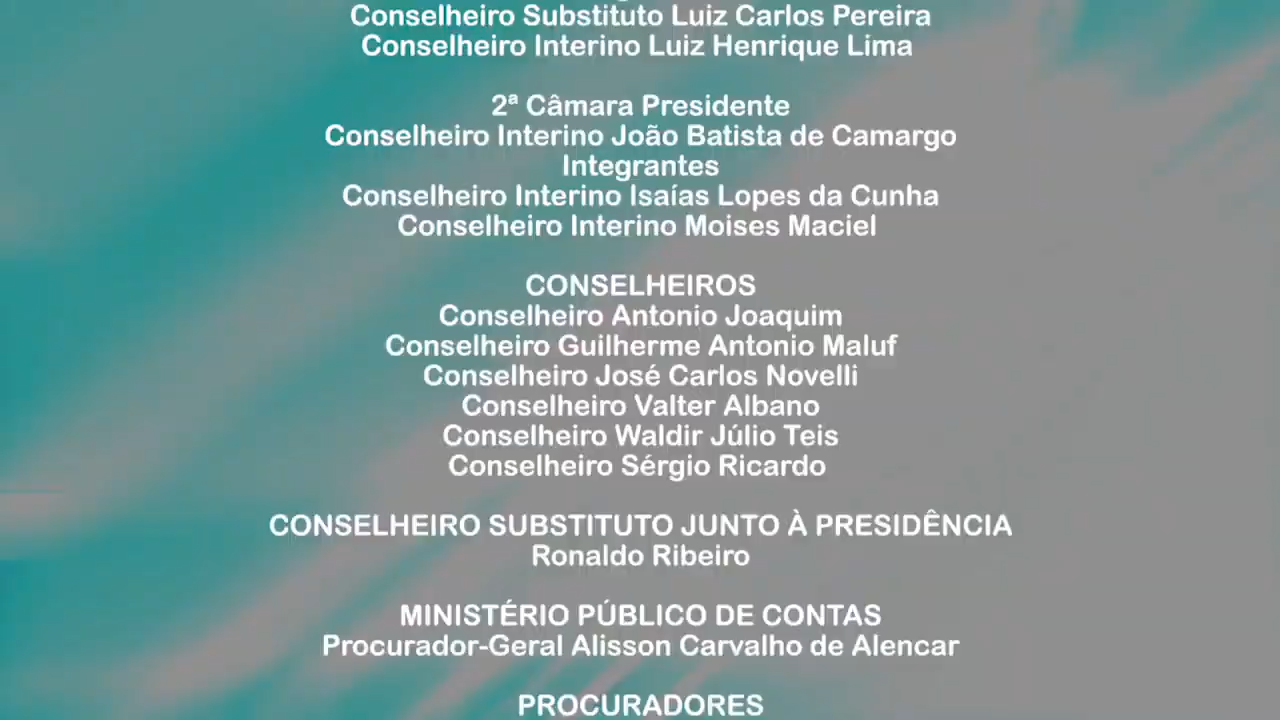 Conselheiro Substituto Luiz Carlos Pereira
Conselheiro Interino Luiz Henrique Lima
2ª Câmara Presidente
Conselheiro Interino João Batista de Camargo
Integrantes
Conselheiro Interino Isaías Lopes da Cunha
Conselheiro Interino Moises Maciel
CONSELHEIROS
Conselheiro Antonio Joaquim
Conselheiro Guilherme Antonio Maluf
Conselheiro José Carlos Novelli
Conselheiro Valter Albano
Conselheiro Waldir Júlio Teis
Conselheiro Sérgio Ricardo
CONSELHEIRO SUBSTITUTO JUNTO À PRESIDÊNCIA
Ronaldo Ribeiro
MINISTÉRIO PÚBLICO DE CONTAS
Procurador-Geral Alisson Carvalho de Alencar
PROCURADORES